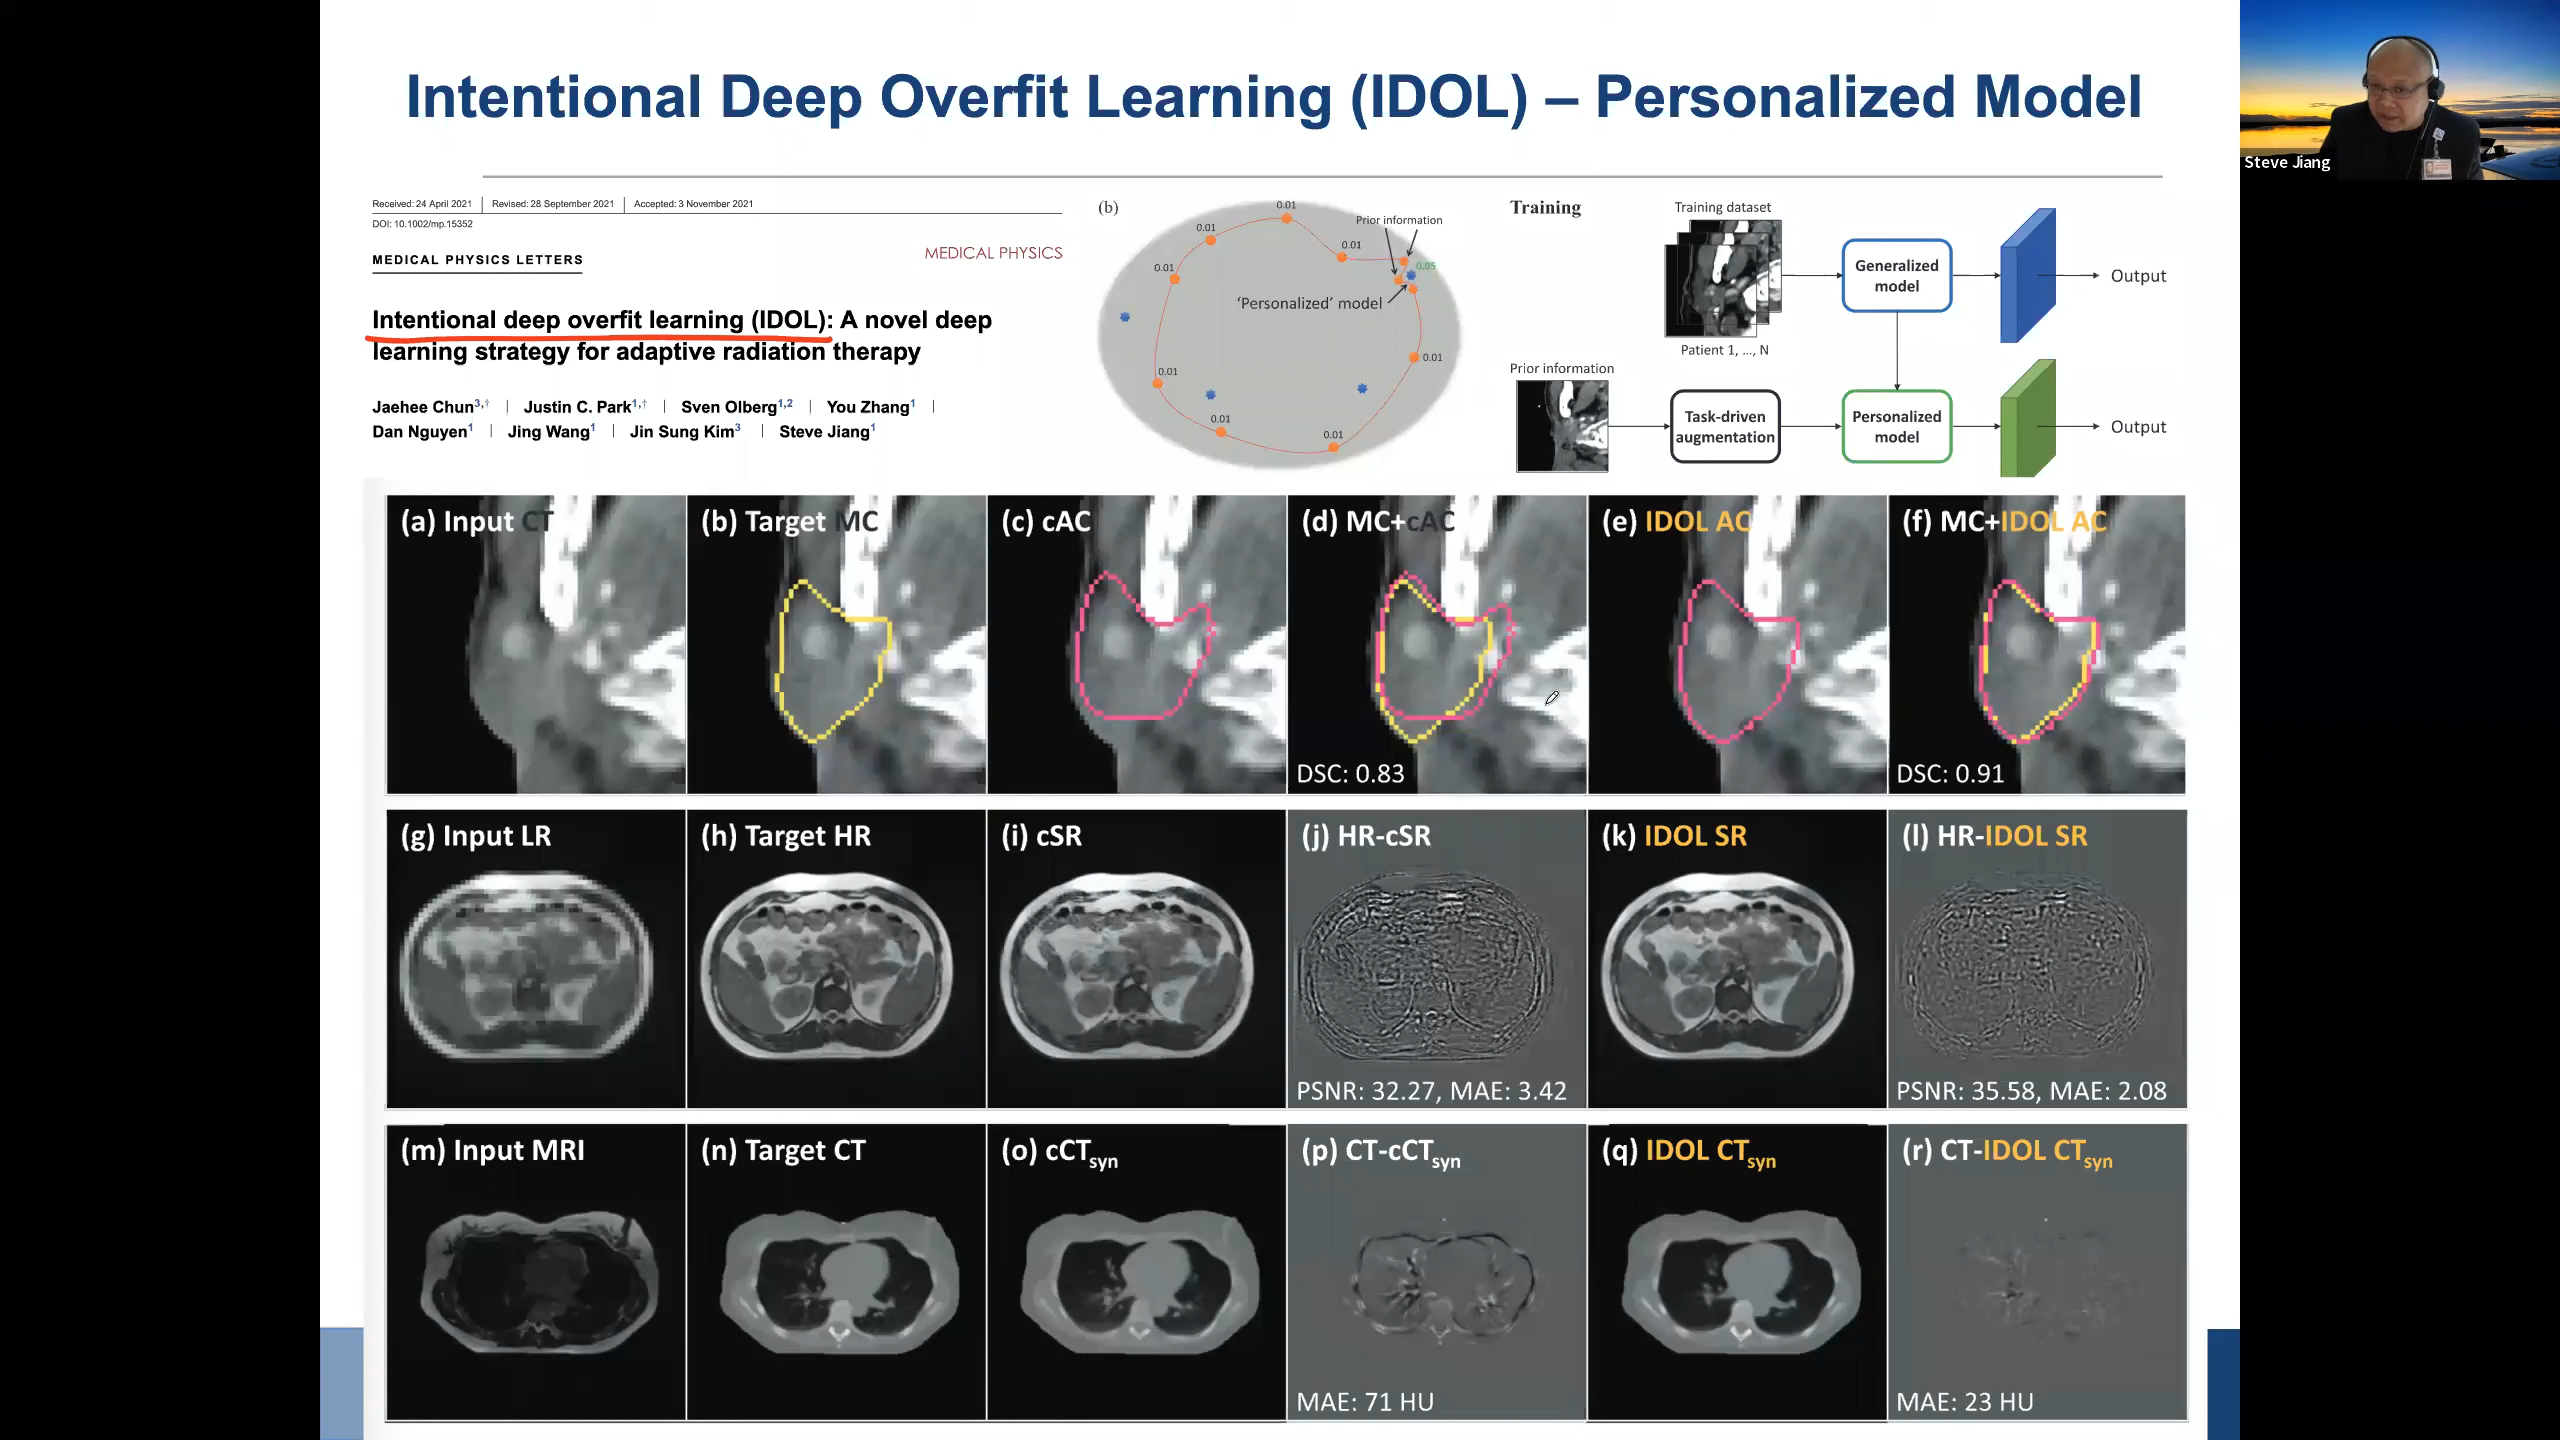 Intentional Deep Overfit Learning (IDOL) – Personalized Model
Steve Jiang
Received: 24 April 2021 | Revised: 28 September 2021 | Accepted: 3 November 2021
DOI: 10.1002/mp.15352
MEDICAL PHYSICS LETTERS
MEDICAL PHYSICS
Intentional deep overfit learning (IDOL): A novel deep
learning strategy for adaptive radiation therapy
Jaehee Chun3,† | Justin C. Park1,† | Sven Olberg1,2 | You Zhang1 |
Dan Nguyen1 | Jing Wang1 | Jin Sung Kim3 | Steve Jiang1
(b)
0.01
0.01
Prior information
0.01
0.01
0.05
'Personalized' model
0.01
0.01
0.01
0.01
Training
Training dataset
Generalized
model
Output
Patient 1, ..., N
Prior information
Task-driven
augmentation
Personalized
model
Output
(a) Input CT
(b) Target MC
(c) cAC
(d) MC+cAC
(e) IDOL AC
(f) MC+IDOL AC
DSC: 0.83
DSC: 0.91
(g) Input LR
(h) Target HR
(i) cSR
(j) HR-cSR
(k) IDOL SR
(l) HR-IDOL SR
PSNR: 32.27, MAE: 3.42
PSNR: 35.58, MAE: 2.08
(m) Input MRI
(n) Target CT
(o) cCTsyn
(p) CT-cCTsyn
(q) IDOL CTsyn
(r) CT-IDOL CTsyn
MAE: 71 HU
MAE: 23 HU